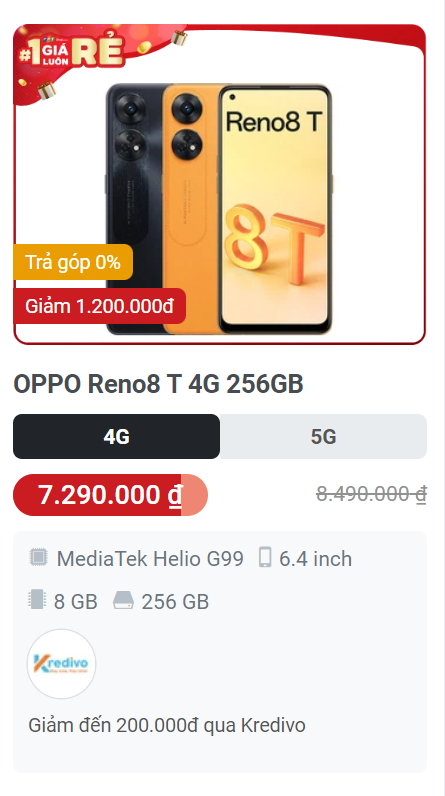 #1 GIÁ LUÔN RẺ
Reno8 T
8T
Trả góp 0%
Giảm 1.200.000đ
OPPO Reno8 T 4G 256GB
4G
5G
7.290.000 ₫
8.490.000 ₫
MediaTek Helio G99
6.4 inch
8 GB
256 GB
Kredivo
Giảm đến 200.000đ qua Kredivo